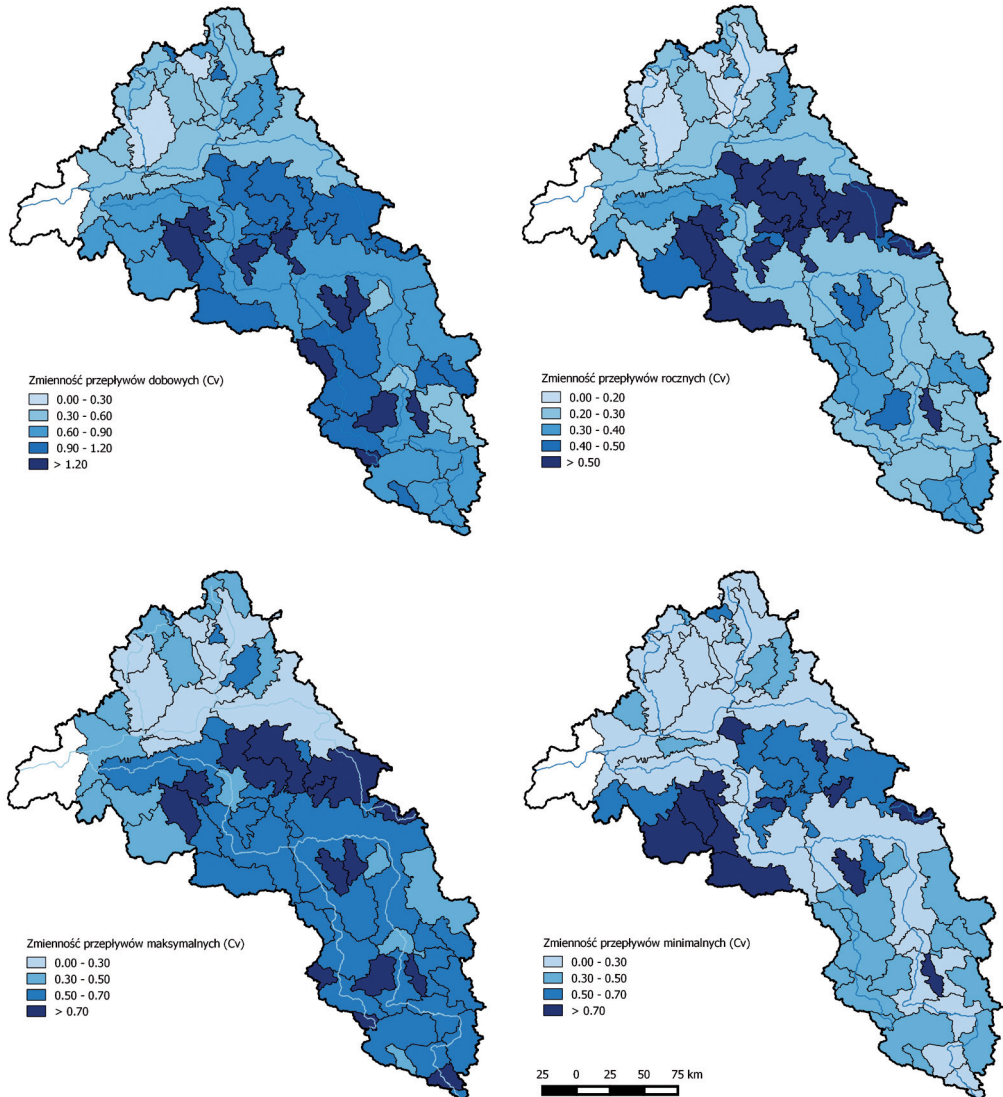 Zmienność przepływów dobowych (Cv)
0.00 - 0.30
0.30 - 0.60
0.60 - 0.90
0.90 - 1.20
> 1.20
Zmienność przepływów rocznych (Cv)
0.00 - 0.20
0.20 - 0.30
0.30 - 0.40
0.40 - 0.50
> 0.50
Zmienność przepływów maksymalnych (Cv)
0.00 - 0.30
0.30 - 0.50
0.50 - 0.70
> 0.70
Zmienność przepływów minimalnych (Cv)
0.00 - 0.30
0.30 - 0.50
0.50 - 0.70
> 0.70
25 0 25 50 75 km